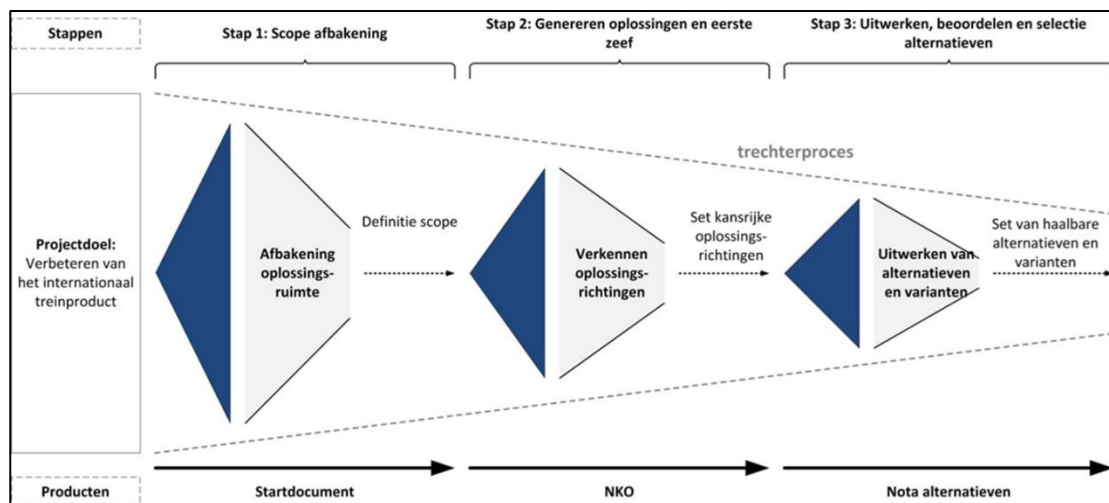 Stappen
Stap 1: Scope afbakening
Stap 2: Genereren oplossingen en eerste
zeef
Stap 3: Uitwerken, beoordelen en selectie
alternatieven
trechterproces
Projectdoel:
Verbeteren van
het internationaal
treinproduct
Afbakening
oplossings-
ruimte
Definitie scope
Verkennen
oplossings-
richtingen
Set kansrijke
oplossings-
richtingen
Uitwerken van
alternatieven
en varianten
Set van haalbare
alternatieven en
varianten
Producten
Startdocument
NKO
Nota alternatieven